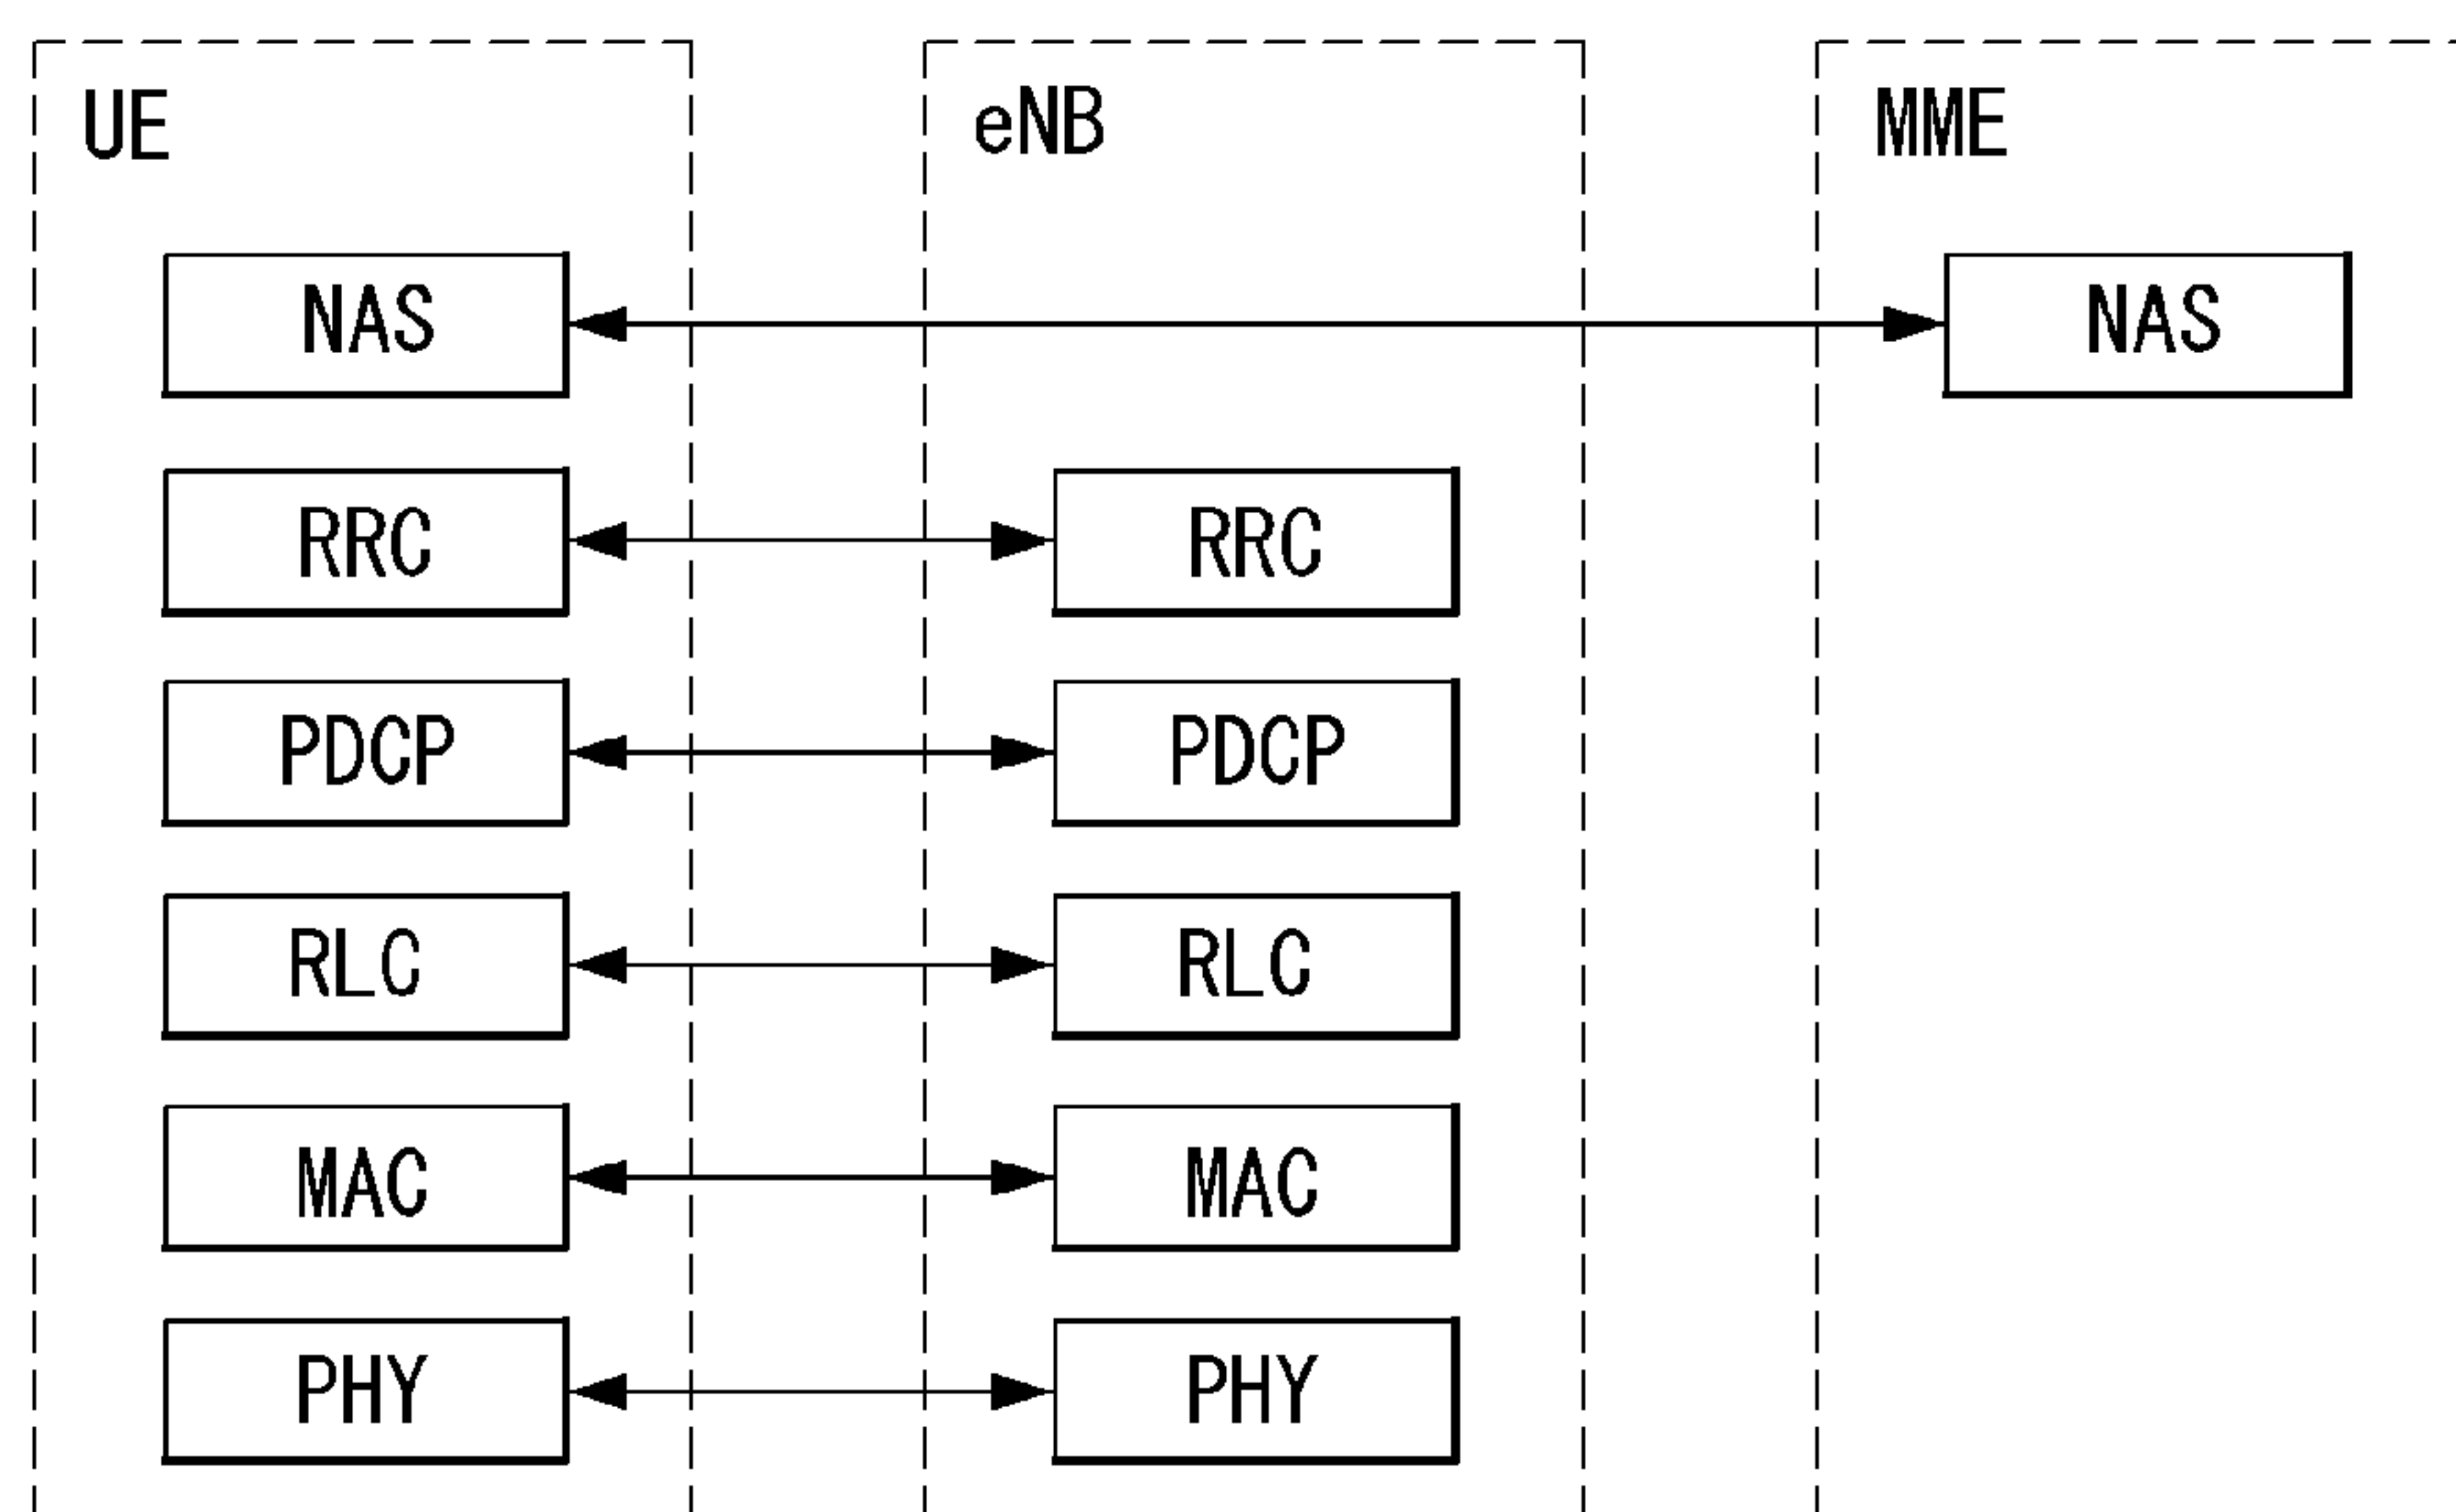 UE
eNB
MME
NAS
NAS
RRC
RRC
PDCP
PDCP
RLC
RLC
MAC
MAC
PHY
PHY